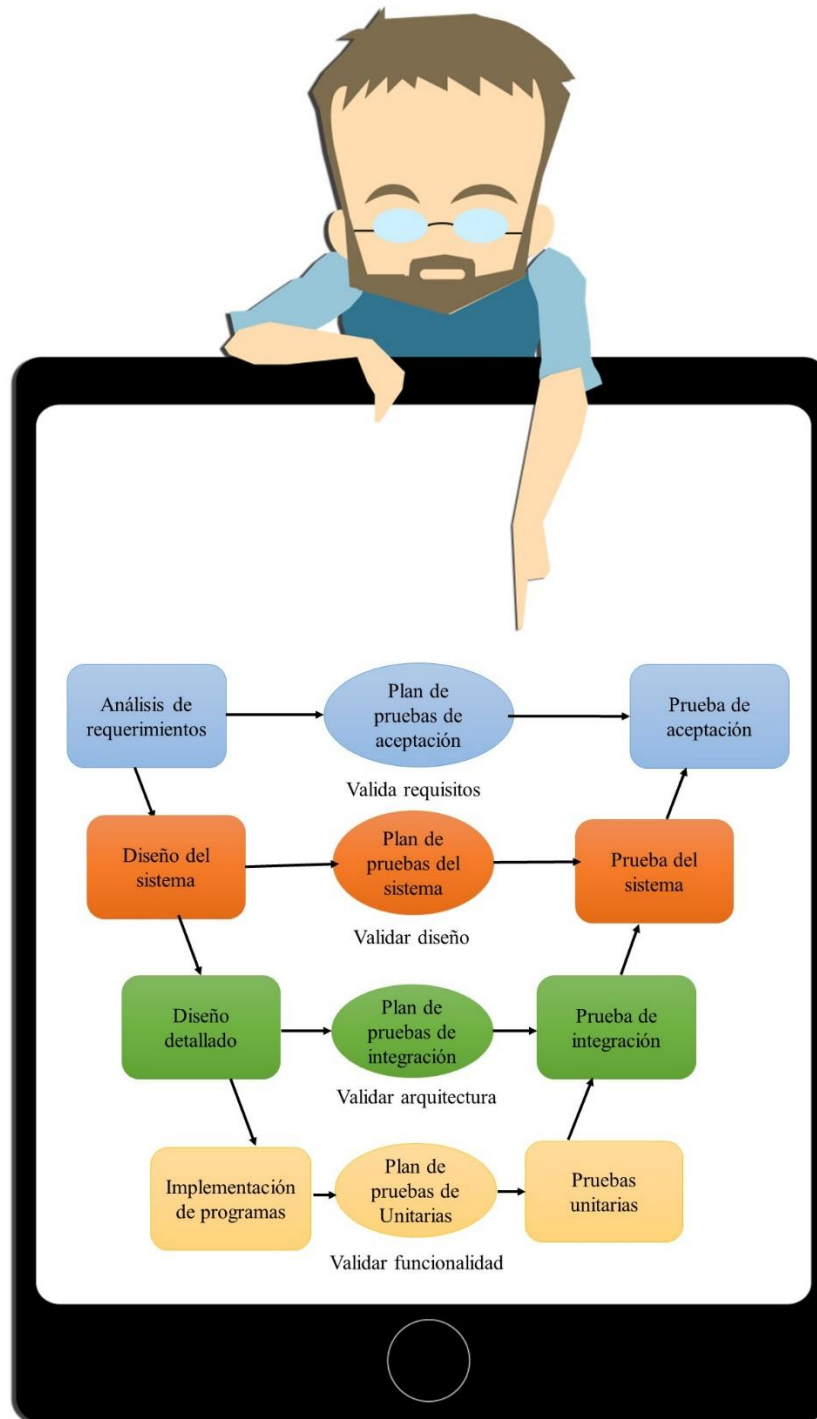 Análisis de
requerimientos
Plan de
pruebas de
aceptación
Prueba de
aceptación
Valida requisitos
Diseño del
sistema
Plan de
pruebas del
sistema
Prueba del
sistema
Validar diseño
Diseño
detallado
Plan de
pruebas de
integración
Prueba de
integración
Validar arquitectura
Implementación
de programas
Plan de
pruebas de
Unitarias
Pruebas
unitarias
Validar funcionalidad